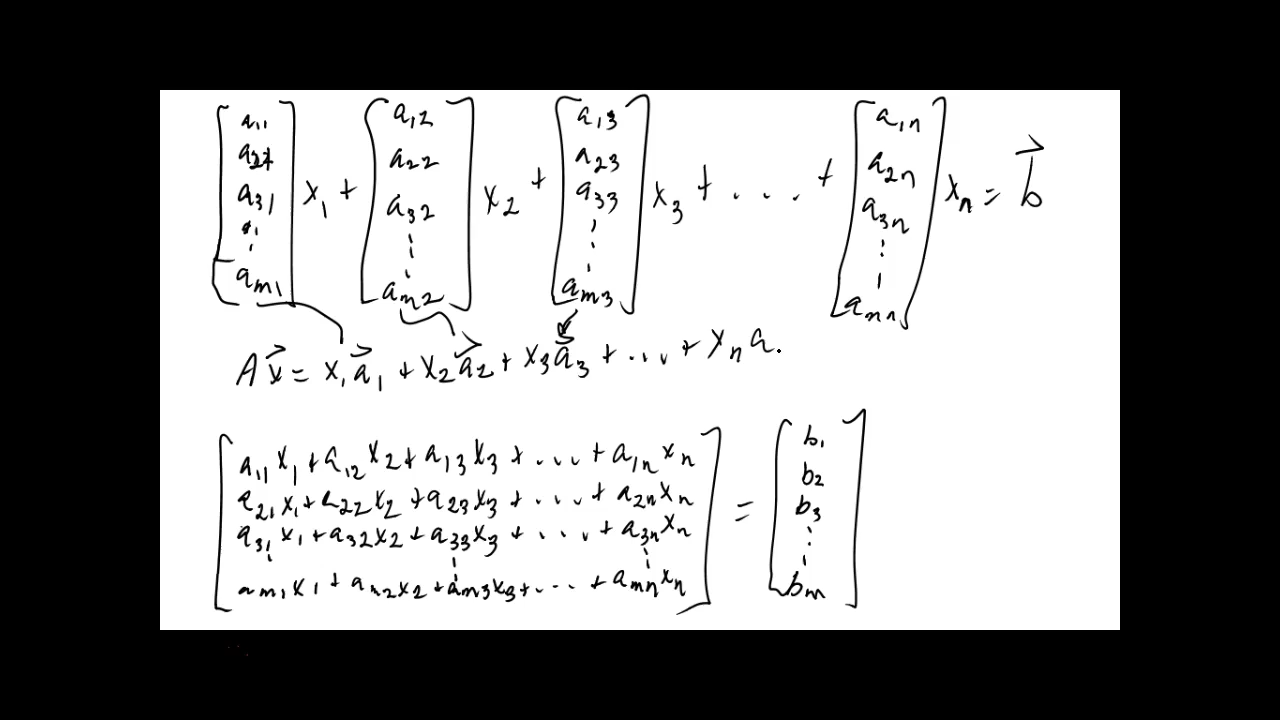 [a₁₁ a₂₁ a₃₁ ⋮ aₘ₁] x₁ + [a₁₂ a₂₂ a₃₂ ⋮ aₘ₂] x₂ + [a₁₃ a₂₃ a₃₃ ⋮ aₘ₃] x₃ + . . . + [a₁ₙ a₂ₙ a₃ₙ ⋮ aₘₙ] xₙ = b⃗
A x⃗ = x₁a⃗₁ + x₂a⃗₂ + x₃a⃗₃ + ... + xₙa.
a₁₁x₁ + a₁₂x₂ + a₁₃x₃ + ... + a₁ₙxₙ = b₁
a₂₁x₁ + a₂₂x₂ + a₂₃x₃ + ... + a₂ₙxₙ b₂
a₃₁x₁ + a₃₂x₂ + a₃₃x₃ + ... + a₃ₙxₙ b₃
⋮ ⋮ ⋮ ⋮
aₘ₁x₁ + aₘ₂x₂ + aₘ₃x₃ + ... + aₘₙxₙ bₘ